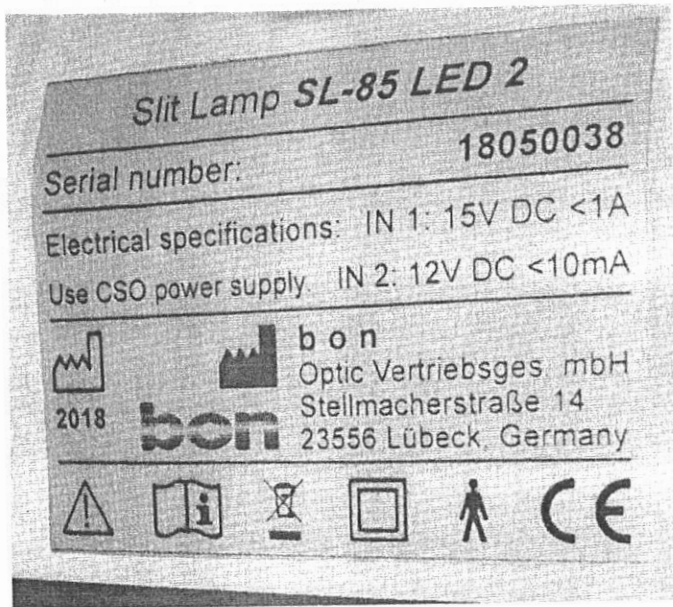 Slit Lamp SL-85 LED 2
Serial number: 18050038
Electrical specifications: IN 1: 15V DC <1A
Use CSO power supply. IN 2: 12V DC <10mA
b o n
Optic Vertriebsges. mbH
Stellmacherstraße 14
23556 Lübeck, Germany
2018
bon
CE